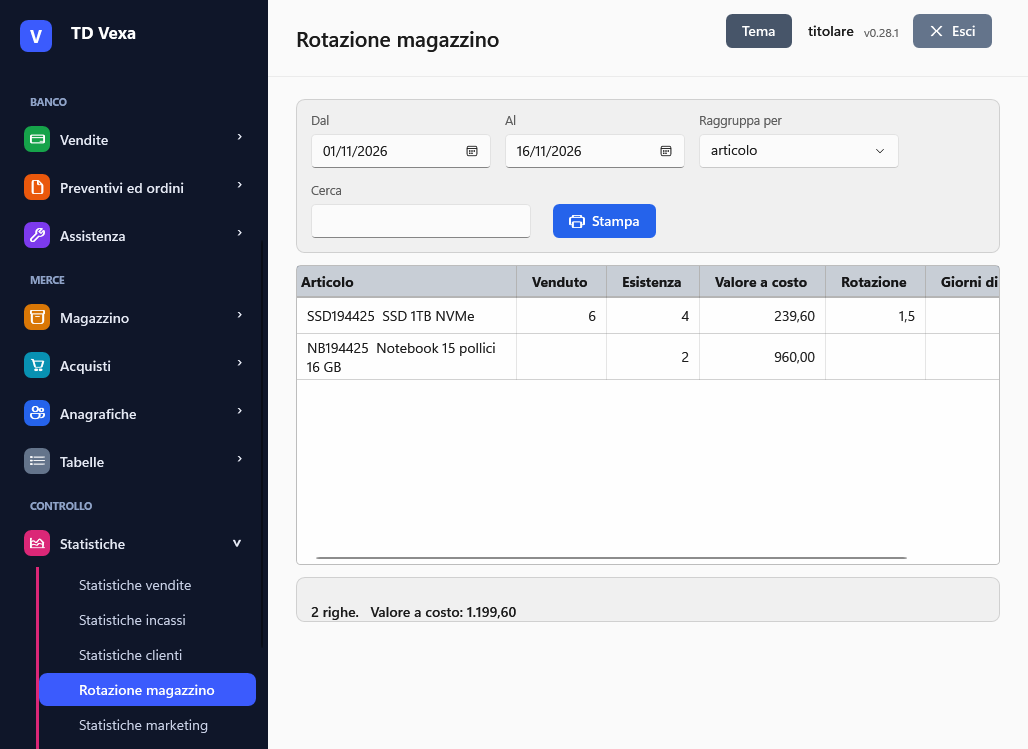 V
TD Vexa
BANCO
Vendite
Preventivi ed ordini
Assistenza
MERCE
Magazzino
Acquisti
Anagrafiche
Tabelle
CONTROLLO
Statistiche
Statistiche vendite
Statistiche incassi
Statistiche clienti
Rotazione magazzino
Statistiche marketing
Rotazione magazzino
Tema titolare v0.28.1 Esci
Dal Al Raggruppa per
01/11/2026 16/11/2026 articolo
Cerca
Stampa
Articolo Venduto Esistenza Valore a costo Rotazione Giorni di
SSD194425 SSD 1TB NVMe 6 4 239,60 1,5
NB194425 Notebook 15 pollici
16 GB 2 960,00
2 righe. Valore a costo: 1.199,60